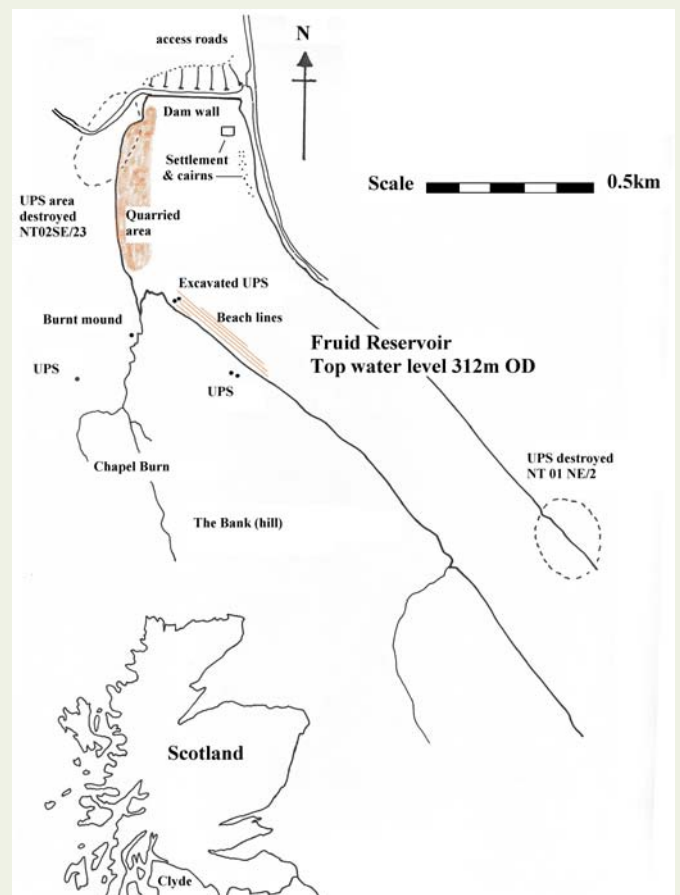 access roads
N
Dam wall
Settlement
& cairns
Scale
0.5km
UPS area
destroyed
NT02SE/23
Quarried
area
Excavated UPS
Burnt mound
Beach lines
Fruid Reservoir
Top water level 312m OD
UPS
UPS
Chapel Burn
UPS destroyed
NT 01 NE/2
The Bank (hill)
Scotland
Clyde